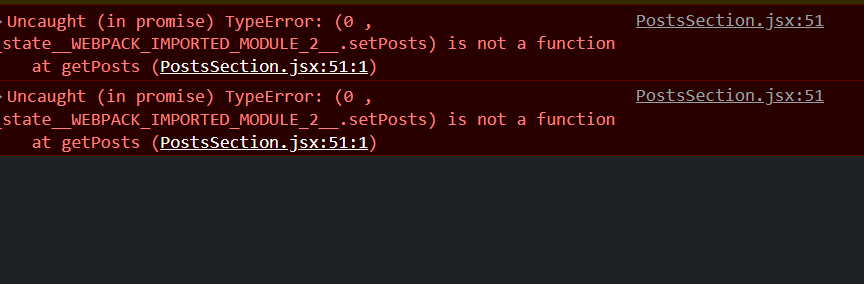 Uncaught (in promise) TypeError: (0 , PostsSection.jsx:51
_state__WEBPACK_IMPORTED_MODULE_2__.setPosts) is not a function
at getPosts (PostsSection.jsx:51:1)
Uncaught (in promise) TypeError: (0 , PostsSection.jsx:51
_state__WEBPACK_IMPORTED_MODULE_2__.setPosts) is not a function
at getPosts (PostsSection.jsx:51:1)